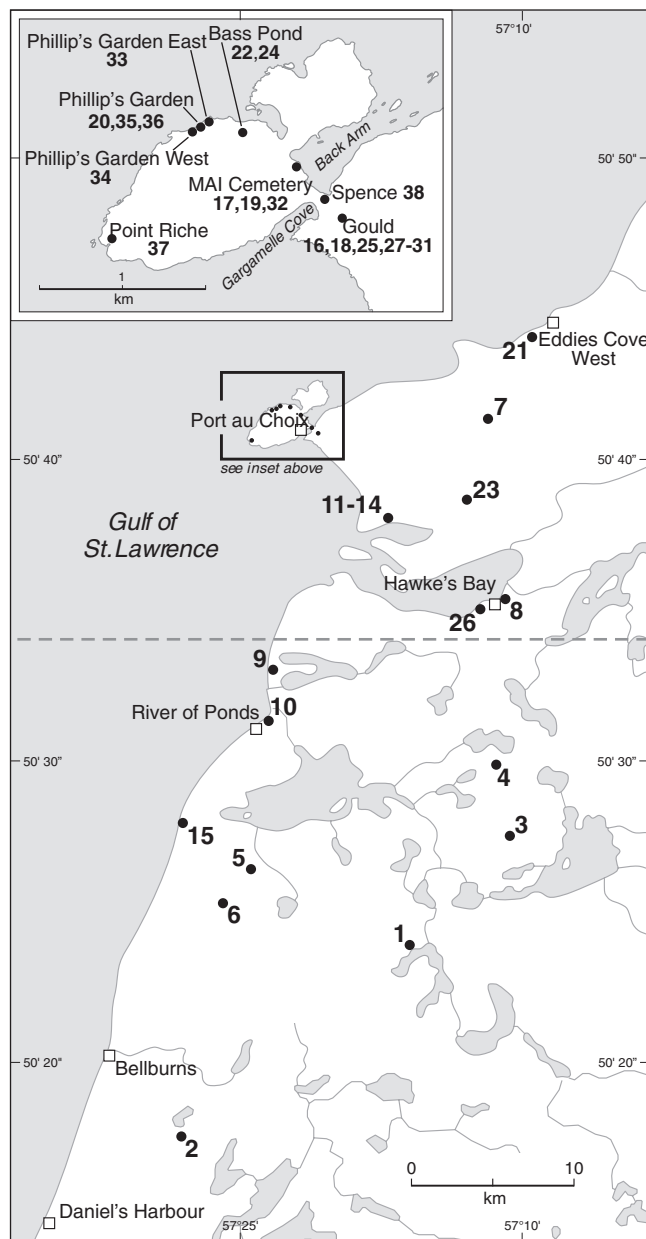 57°10'
Phillip's Garden East
33
Bass Pond
22,24
Phillip's Garden
20,35,36
Phillip's Garden West
34
Back Arm
50' 50"
MAI Cemetery
17,19,32
Spence 38
Gould
16,18,25,27-31
Point Riche
37
Gargamelle Cove
1
km
21
Eddies Cove
West
7
Port au Choix
see inset above
50' 40"
50' 40"
23
11-14
Gulf of
St.Lawrence
Hawke's Bay
8
26
9
10
River of Ponds
50' 30"
50' 30"
4
3
15
5
6
1
50' 20"
50' 20"
Bellburns
2
0 10
km
Daniel's Harbour
57°25'
57°10'